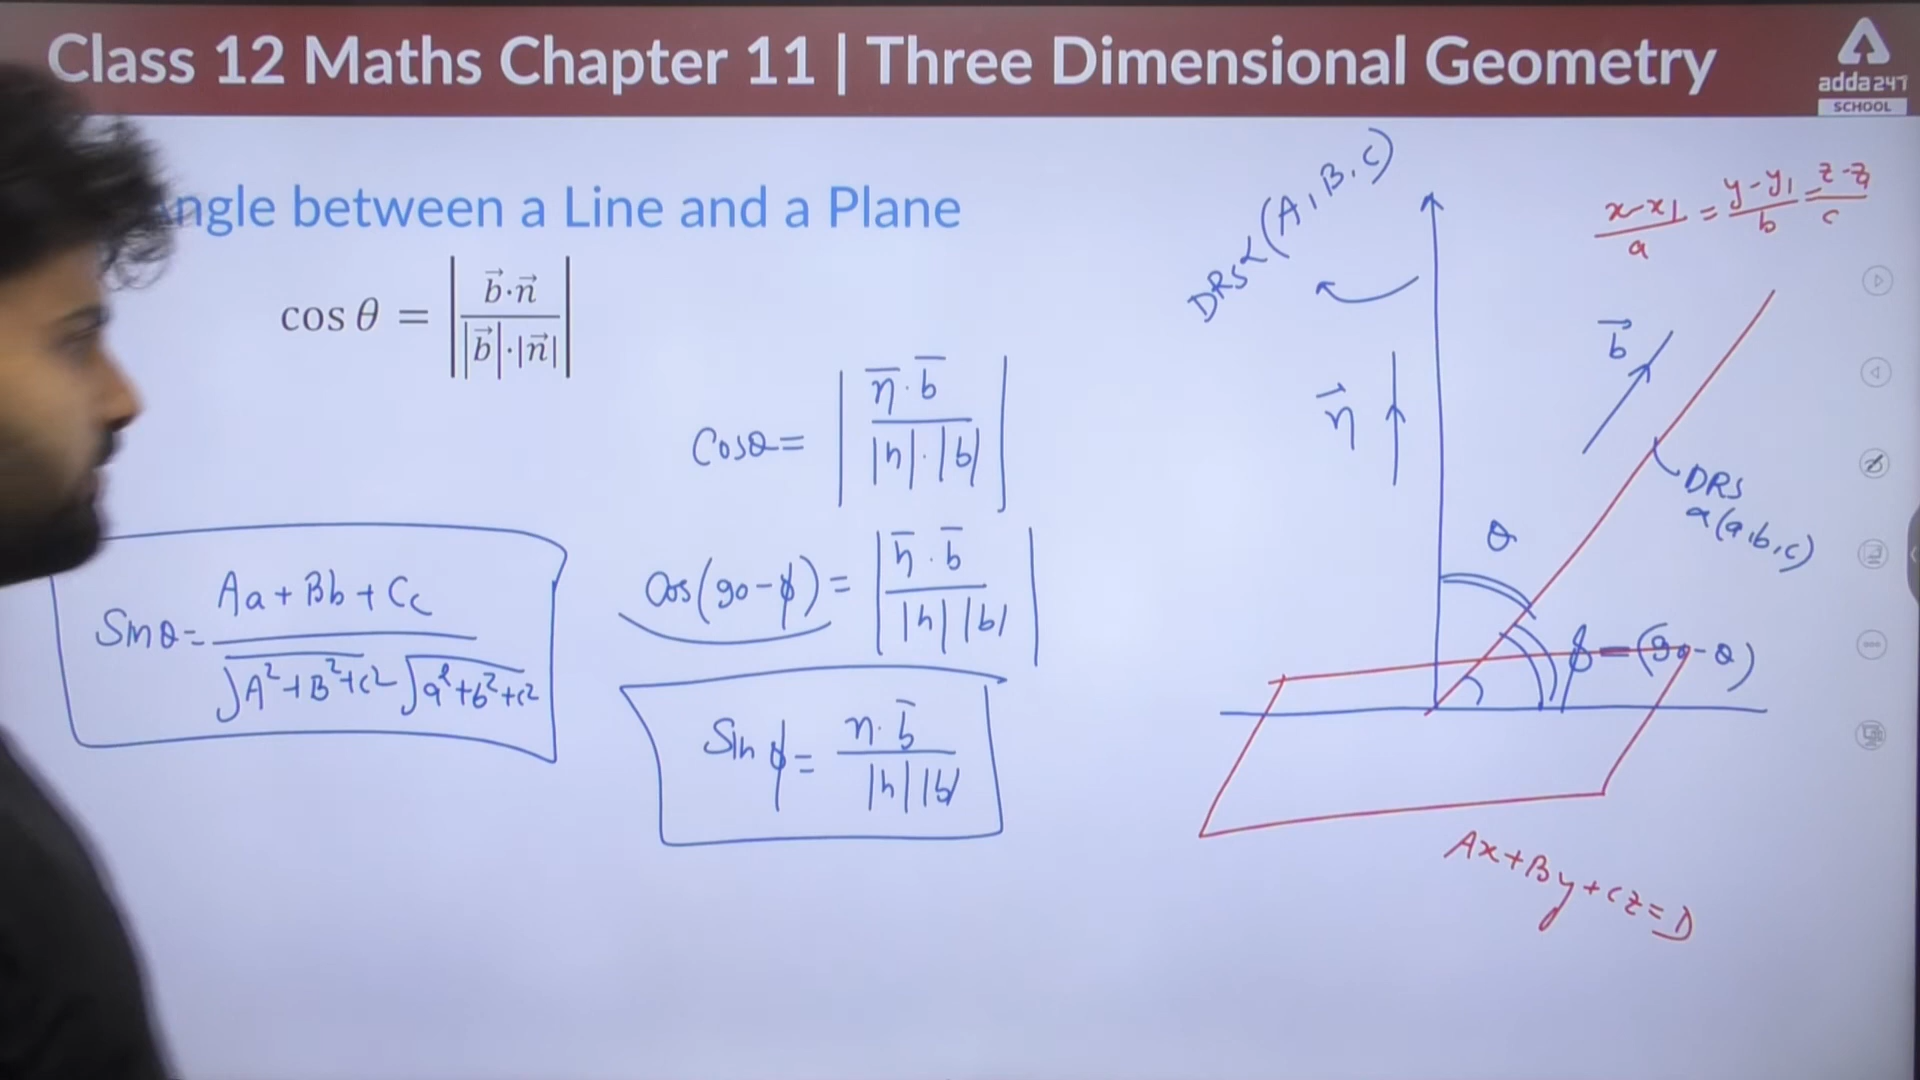 Class 12 Maths Chapter 11 | Three Dimensional Geometry
adda247
SCHOOL
Angle between a Line and a Plane
cos θ = | b⃗·n⃗ / |b⃗|·|n⃗| |
Cosθ = | n̅·b̅ / |n|·|b| |
Cos(90-ϕ) = | n̅·b̅ / |n| |b| |
Sin ϕ = n·b̅ / |n| |b|
Sinθ = Aa + Bb + Cc / √A²+B²+c² √a²+b²+c²
DRS α (A, B, C)
x-x₁/a = y-y₁/b = z-z₁/c
n⃗
b⃗
DRS
α(a,b,c)
θ
ϕ = (90-θ)
Ax+By+cz=D